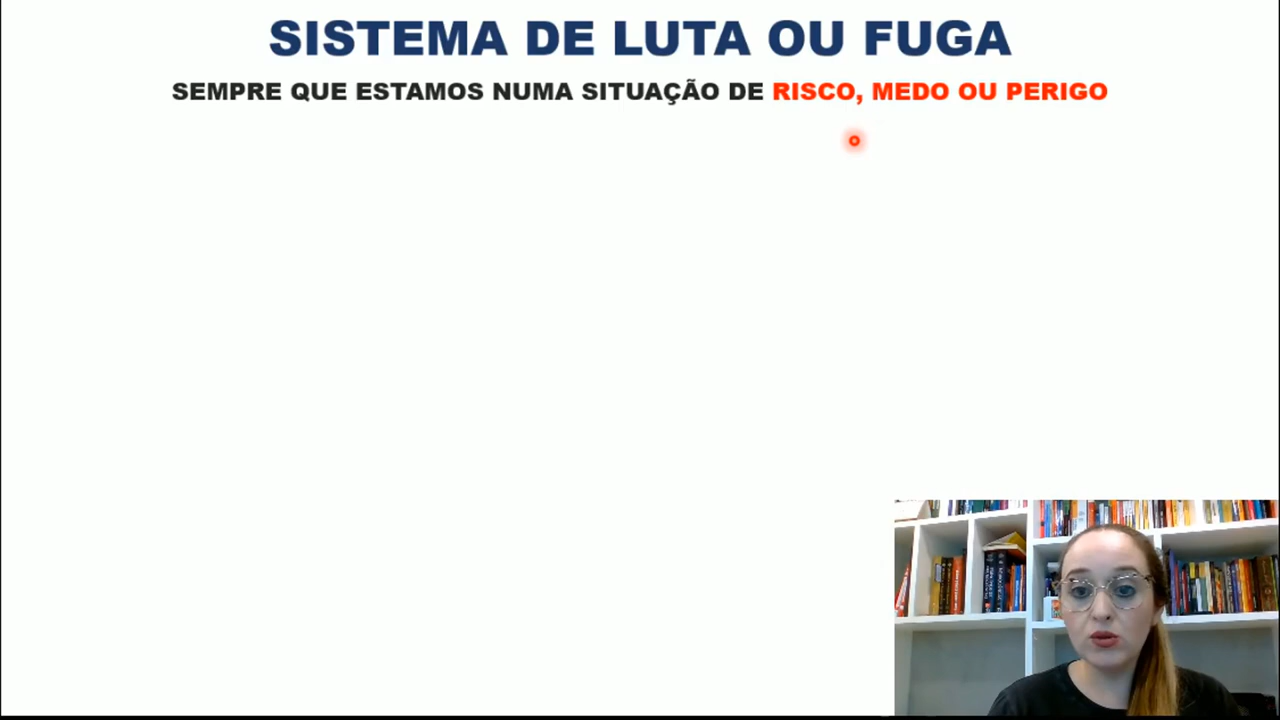 SISTEMA DE LUTA OU FUGA
SEMPRE QUE ESTAMOS NUMA SITUAÇÃO DE RISCO, MEDO OU PERIGO